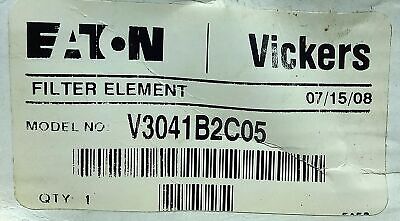 EATON | Vickers
FILTER ELEMENT 07/15/08
MODEL NO: V3041B2C05
QTY 1